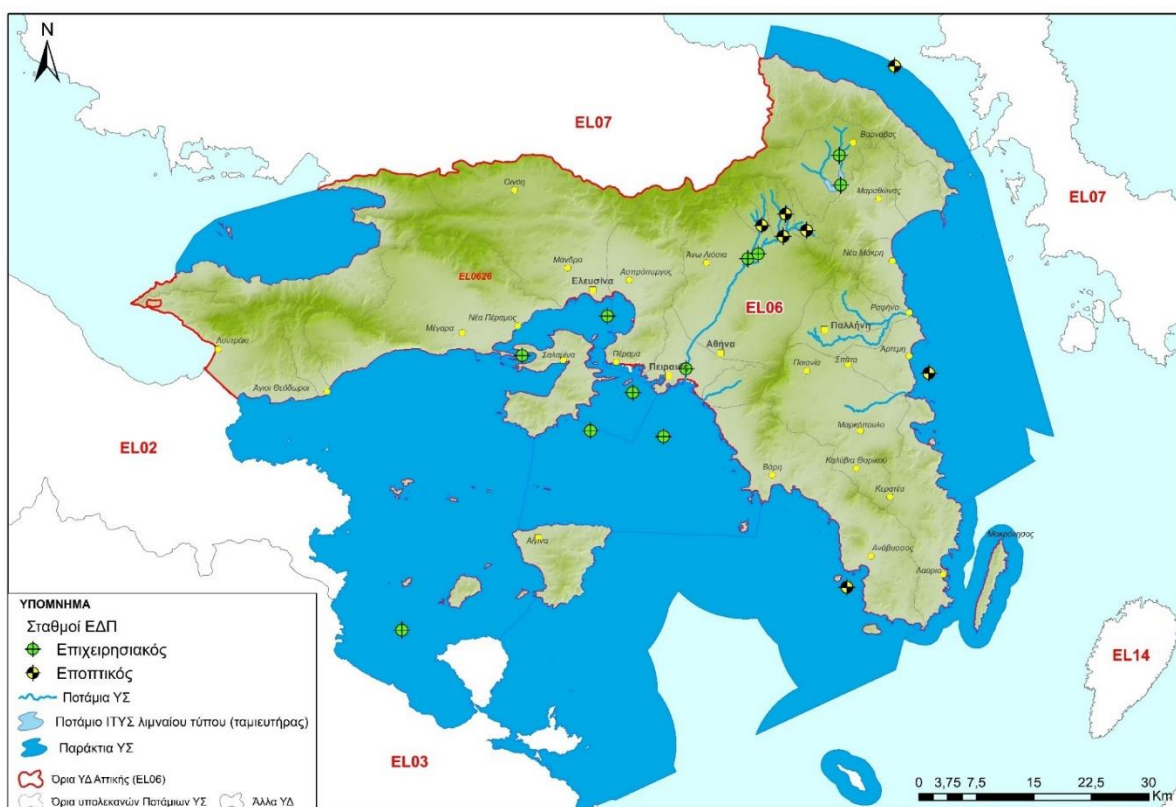 N
EL07
Βαρνάβας
Μαραθώνας
Οινόη
EL07
Νέα Μάκρη
Μάνδρα
Άνω Λιόσια
Ασπρόπυργος
EL0626
Ελευσίνα
EL06
Ραφήνα
Νέα Πέραμος
Παλλήνη
Μέγαρα
Λουτράκι
Σαλαμίνα
Πέραμα
Αθήνα
Άρτεμη
Πειραιά
Παιανία
Σπάτα
Άγιοι Θεόδωροι
EL02
Μαρκόπουλο
Βάρη
Καλύβια Θορικού
Κερατέα
Αίγινα
Μακρόνησος
Ανάβυσσος
Λαύριο
EL14
EL03
ΥΠΟΜΝΗΜΑ
Σταθμοί ΕΔΠ
Επιχειρησιακός
Εποπτικός
Ποτάμια ΥΣ
Ποτάμιο ΙΤΥΣ λιμναίου τύπου (ταμιευτήρας)
Παράκτια ΥΣ
Όρια ΥΔ Αττικής (EL06)
Όρια υπολεκανών Ποτάμιων ΥΣ Άλλα ΥΔ
0 3,75 7,5 15 22,5 30
Km